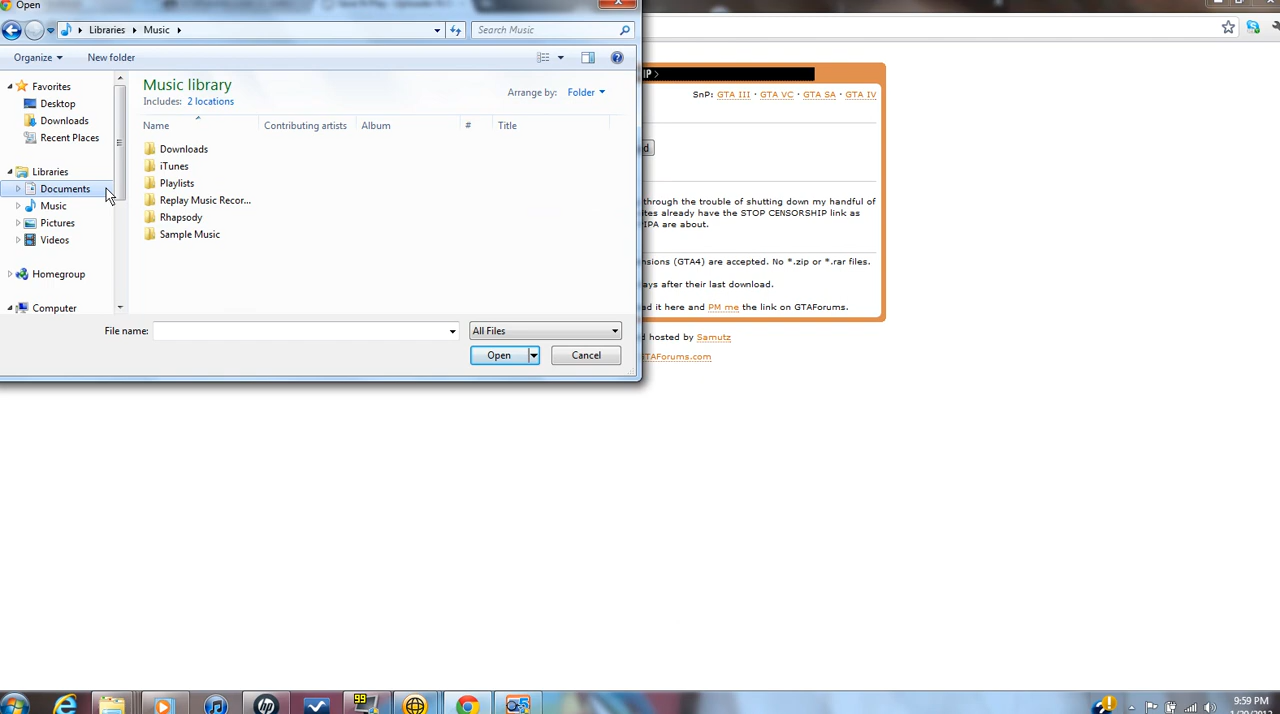 Open
Libraries Music
Search Music
Organize New folder
Favorites
Desktop
Downloads
Recent Places
Libraries
Documents
Music
Pictures
Videos
Homegroup
Computer
Music library
Includes: 2 locations
Arrange by: Folder
Name Contributing artists Album # Title
Downloads
iTunes
Playlists
Replay Music Recor...
Rhapsody
Sample Music
File name:
All Files
Open Cancel
IP >
SnP: GTA III · GTA VC · GTA SA · GTA IV
d
through the trouble of shutting down my handful of
ites already have the STOP CENSORSHIP link as
IPA are about.
nsions (GTA4) are accepted. No *.zip or *.rar files.
ays after their last download.
ad it here and PM me the link on GTAForums.
d hosted by Samutz
GTAForums.com
99
9:59 PM